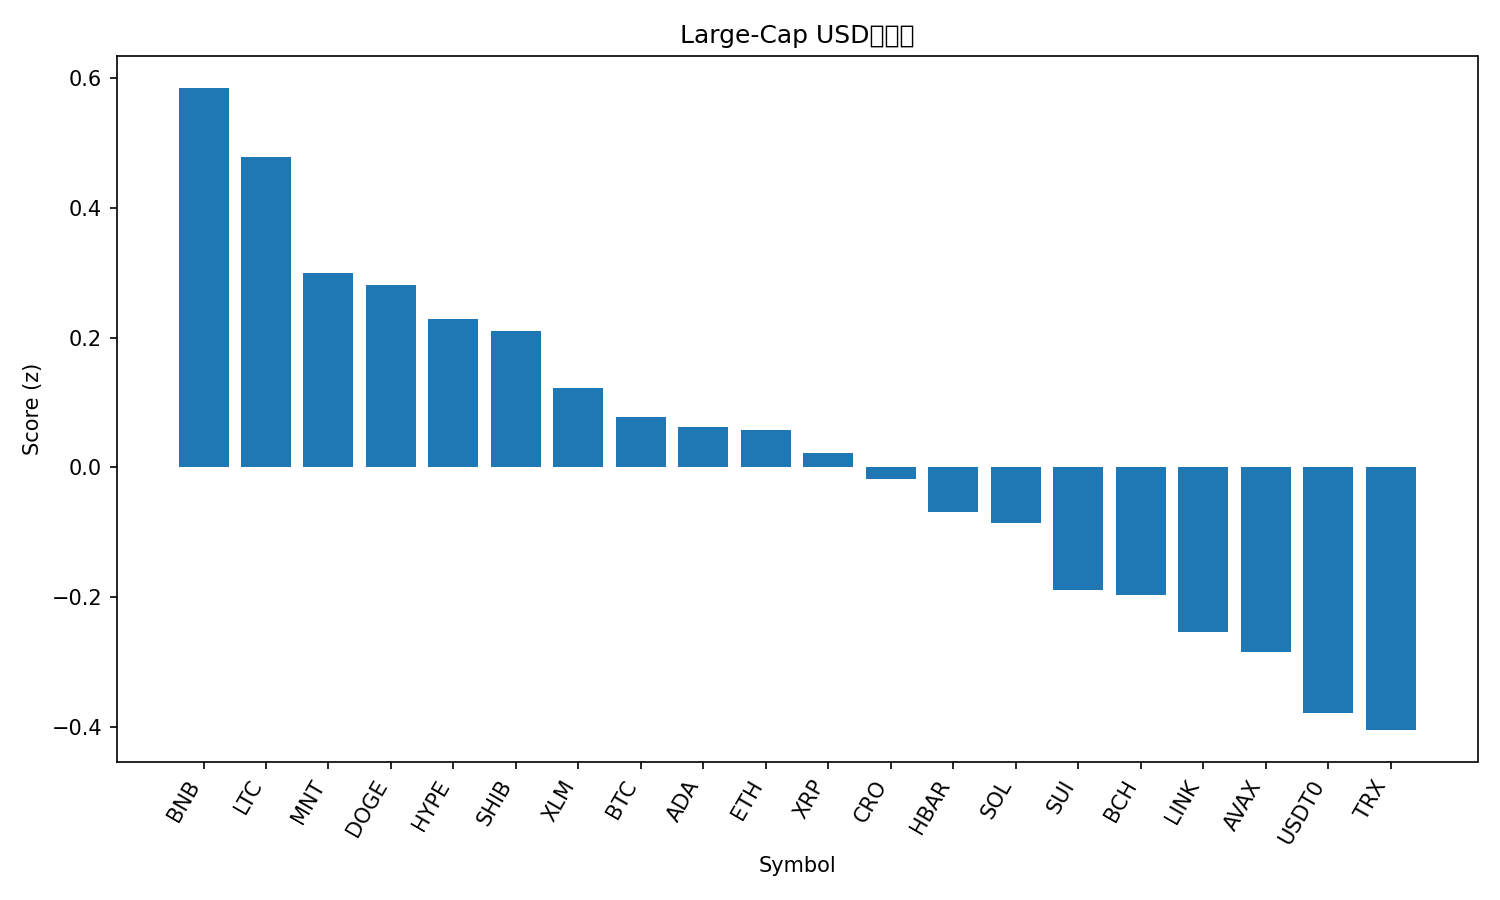 Large-Cap USD
0.6
0.4
0.2
0.0
−0.2
−0.4
Score (z)
BNB
LTC
MNT
DOGE
HYPE
SHIB
XLM
BTC
ADA
ETH
XRP
CRO
HBAR
SOL
SUI
BCH
LINK
AVAX
USDT0
TRX
Symbol